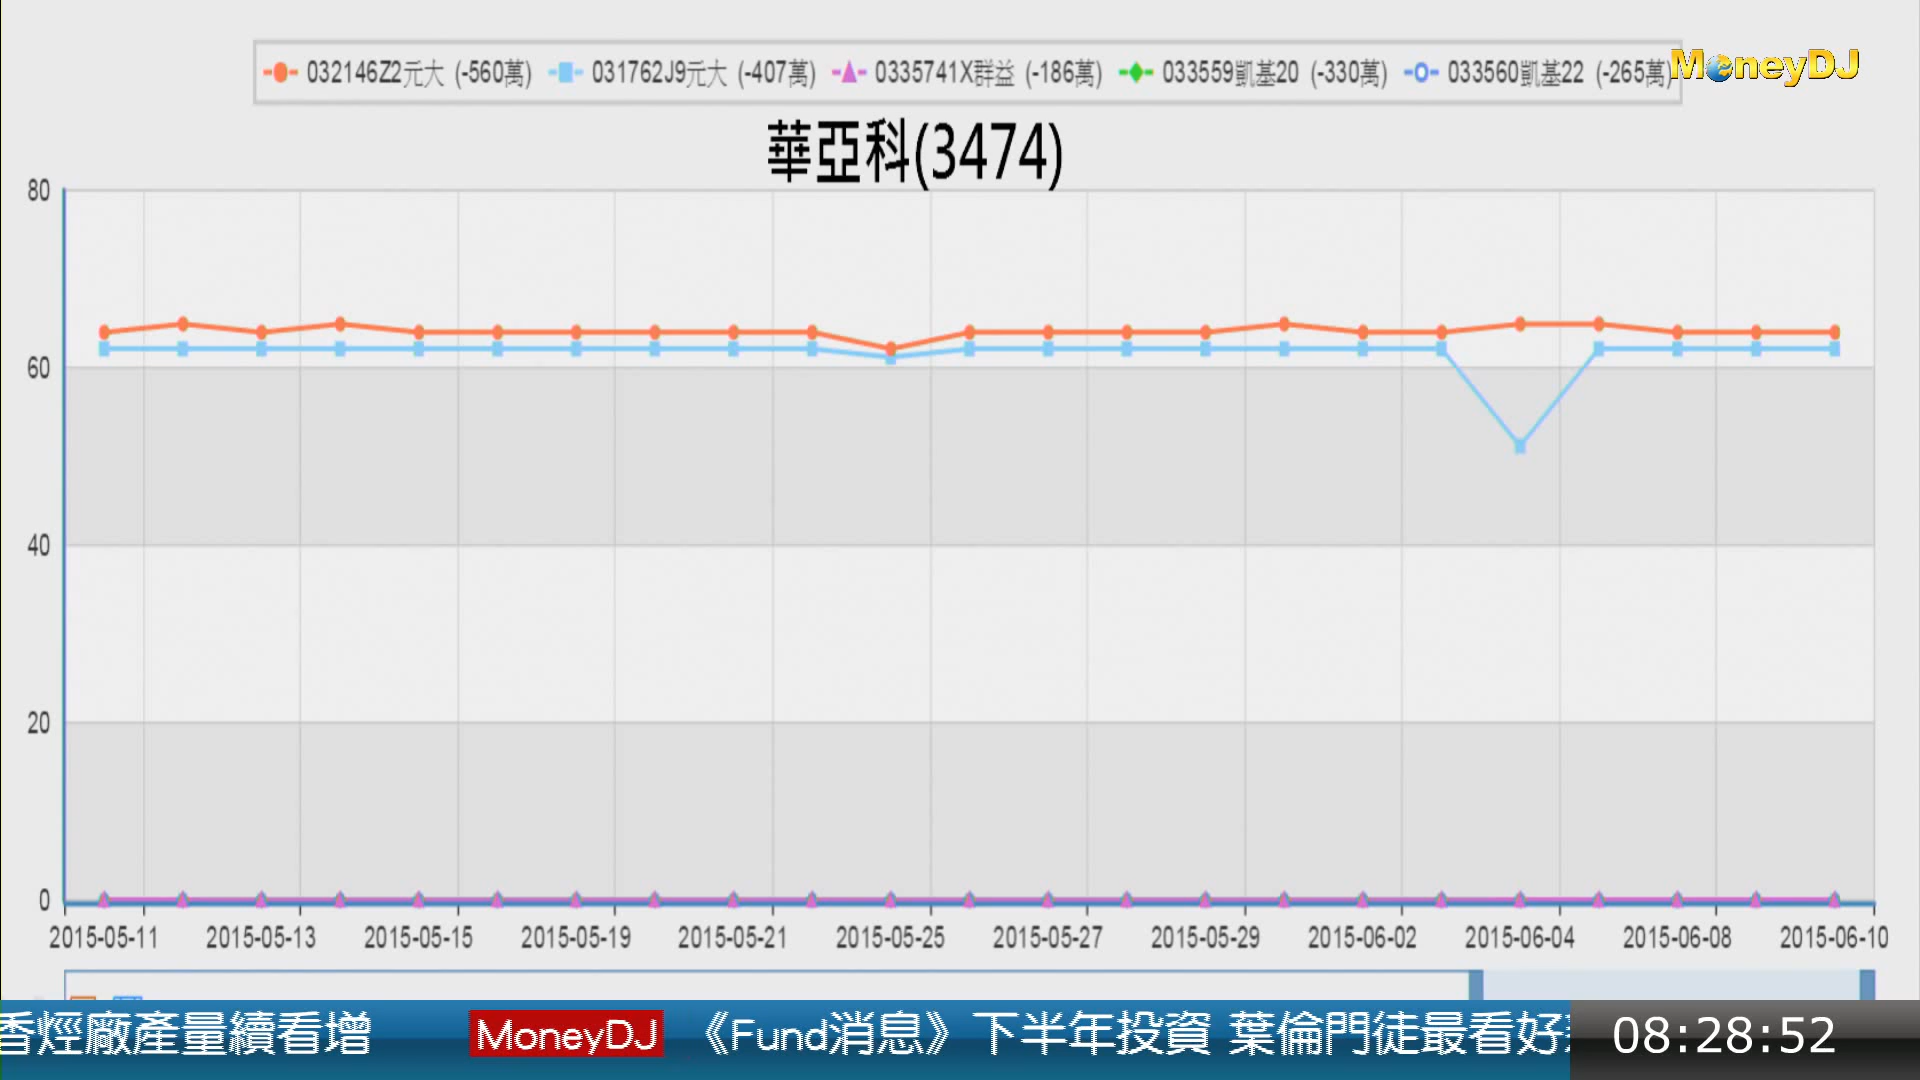 032146Z2元大 (-560萬) 031762J9元大 (-407萬) 0335741X群益 (-186萬) 033559凱基20 (-330萬) 033560凱基22 (-265萬)
MoneyDJ
華亞科(3474)
80
60
40
20
0
2015-05-11 2015-05-13 2015-05-15 2015-05-19 2015-05-21 2015-05-25 2015-05-27 2015-05-29 2015-06-02 2015-06-04 2015-06-08 2015-06-10
香烴廠產量續看增 MoneyDJ 《Fund消息》下半年投資 葉倫門徒最看好 08:28:52